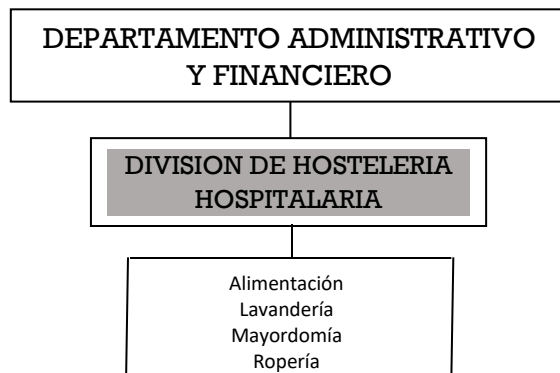 DEPARTAMENTO ADMINISTRATIVO
Y FINANCIERO
DIVISION DE HOSTELERIA
HOSPITALARIA
Alimentación
Lavandería
Mayordomía
Ropería